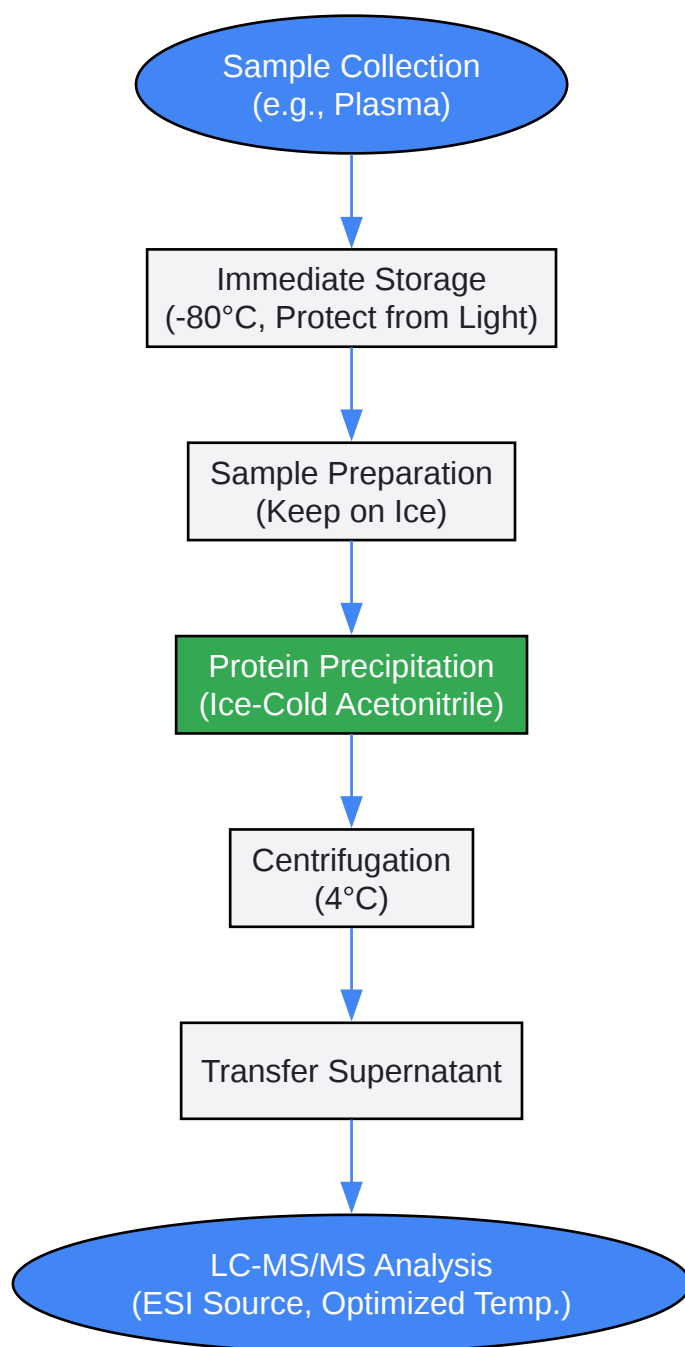 Sample Collection
(e.g., Plasma)
Immediate Storage
(-80°C, Protect from Light)
Sample Preparation
(Keep on Ice)
Protein Precipitation
(Ice-Cold Acetonitrile)
Centrifugation
(4°C)
Transfer Supernatant
LC-MS/MS Analysis
(ESI Source, Optimized Temp.)